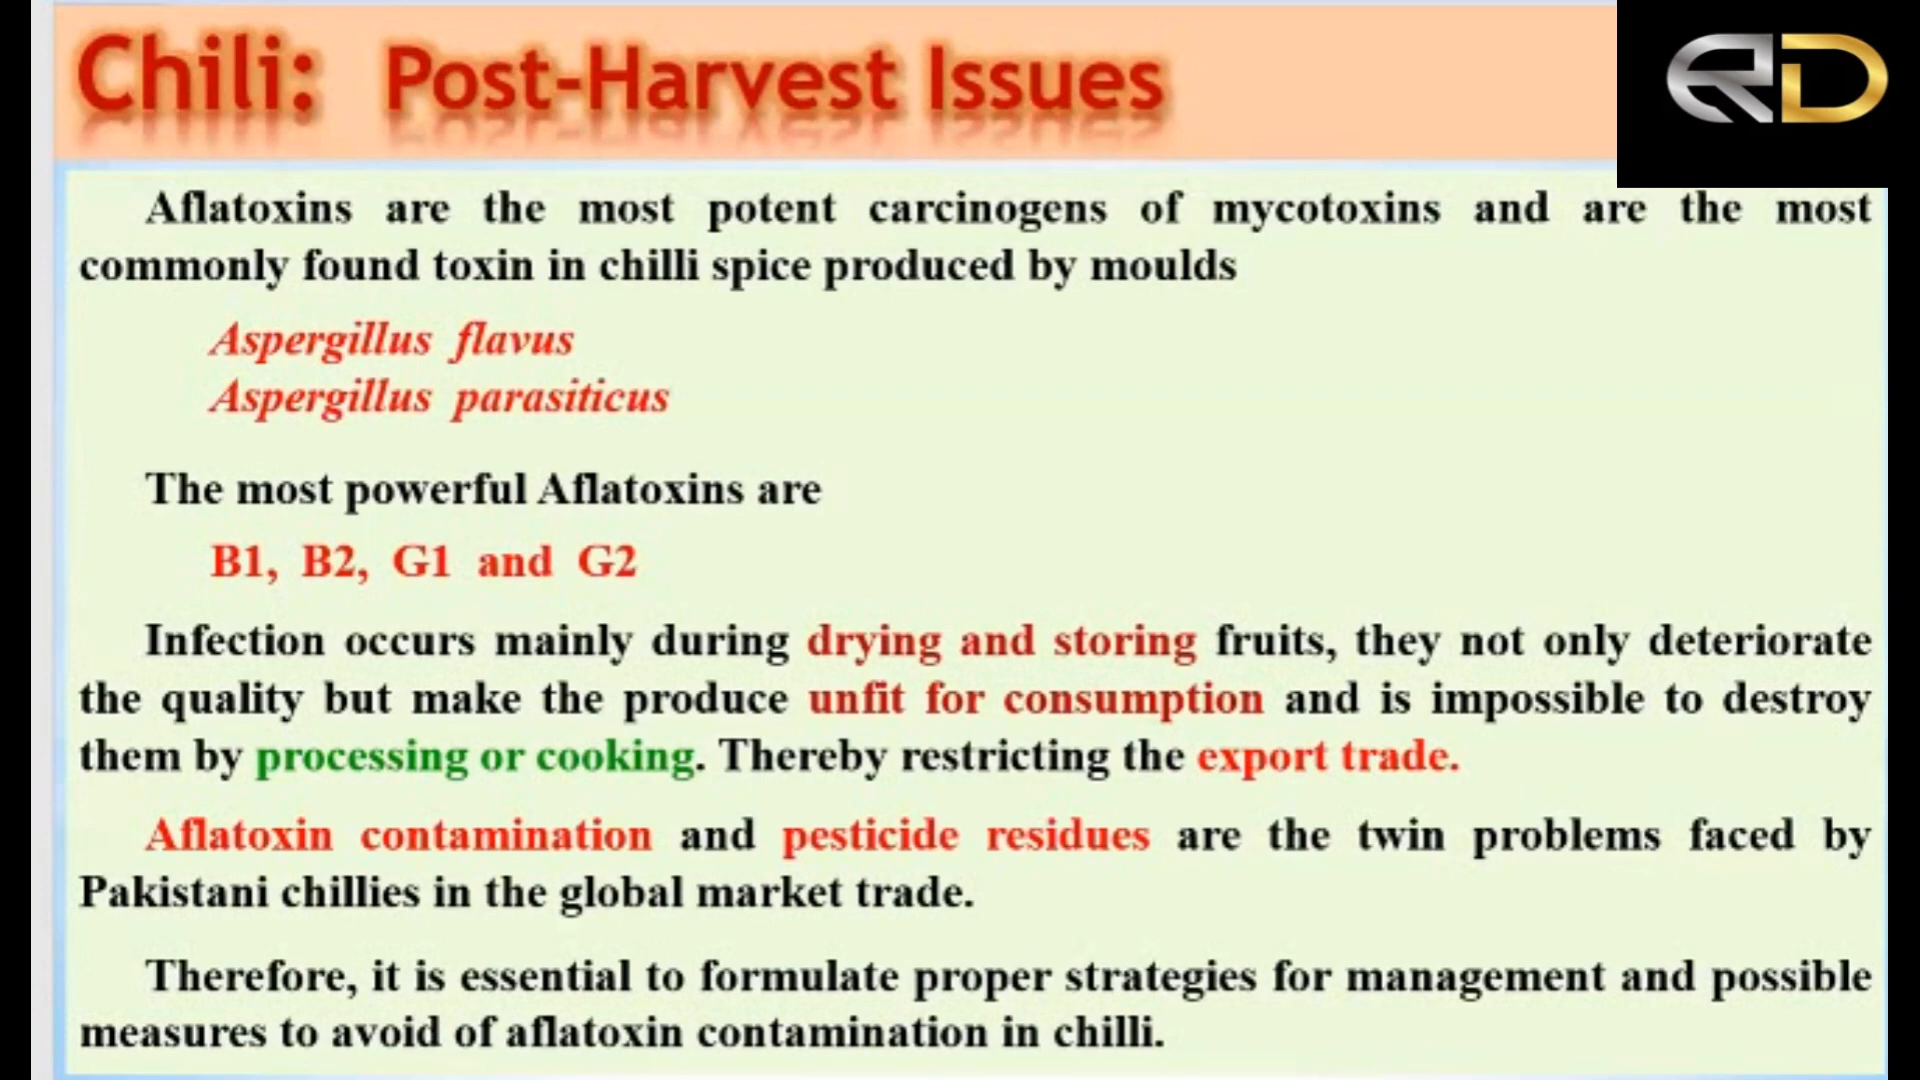 Chili: Post-Harvest Issues
RD
Aflatoxins are the most potent carcinogens of mycotoxins and are the most
commonly found toxin in chilli spice produced by moulds
Aspergillus flavus
Aspergillus parasiticus
The most powerful Aflatoxins are
B1, B2, G1 and G2
Infection occurs mainly during drying and storing fruits, they not only deteriorate
the quality but make the produce unfit for consumption and is impossible to destroy
them by processing or cooking. Thereby restricting the export trade.
Aflatoxin contamination and pesticide residues are the twin problems faced by
Pakistani chillies in the global market trade.
Therefore, it is essential to formulate proper strategies for management and possible
measures to avoid of aflatoxin contamination in chilli.